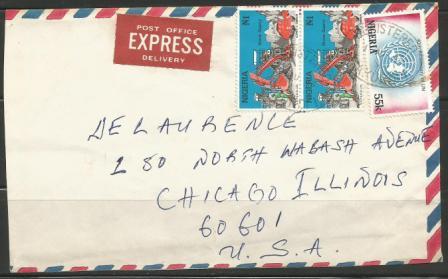 POST OFFICE
EXPRESS
DELIVERY
NIGERIA N1
NIGERIA N1
NIGERIA 55k
DE LAURENCE
180 NORTH WABASH AVENUE
CHICAGO ILLINOIS
60601
U.S.A.